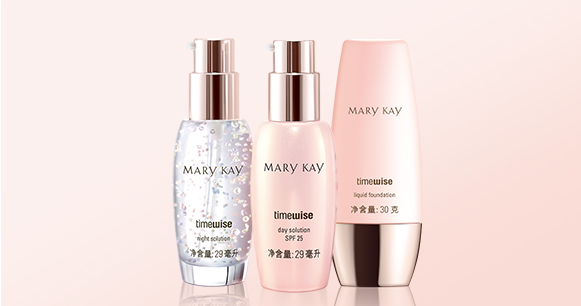 MARY KAY
timewise
night solution
净含量:29毫升
MARY KAY
timewise
day solution
SPF 25
净含量:29毫升
MARY KAY
timewise
liquid foundation
净含量:30克